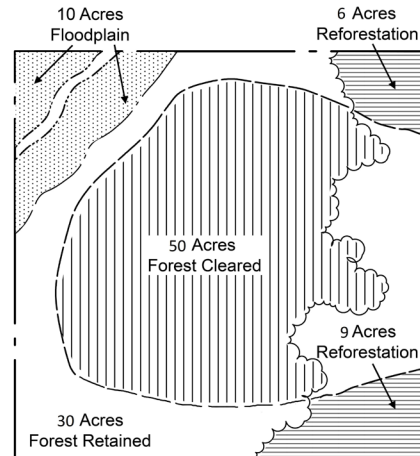 10 Acres
Floodplain
6 Acres
Reforestation
50 Acres
Forest Cleared
9 Acres
Reforestation
30 Acres
Forest Retained